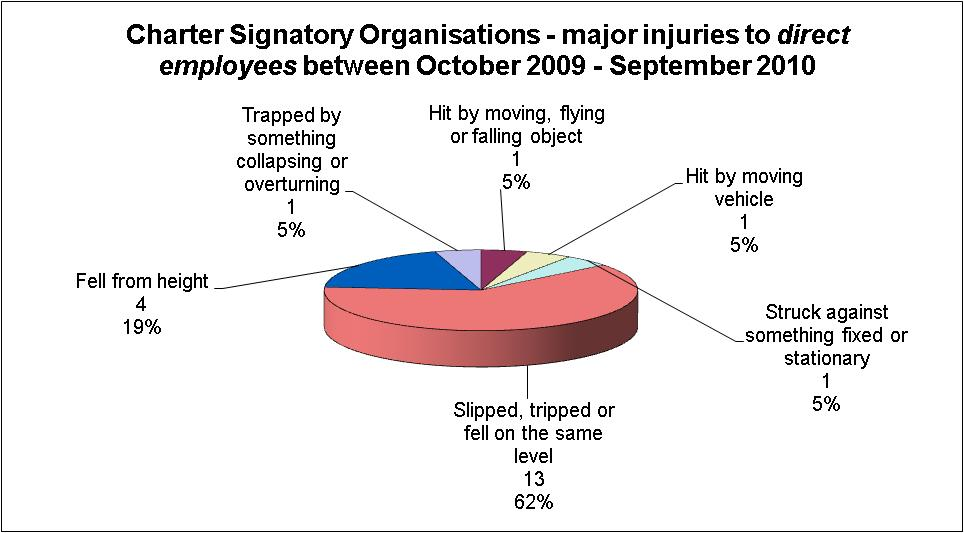 Charter Signatory Organisations - major injuries to direct
employees between October 2009 - September 2010
Trapped by
something
collapsing or
overturning
1
5%
Hit by moving, flying
or falling object
1
5%
Hit by moving
vehicle
1
5%
Fell from height
4
19%
Struck against
something fixed or
stationary
1
5%
Slipped, tripped or
fell on the same
level
13
62%